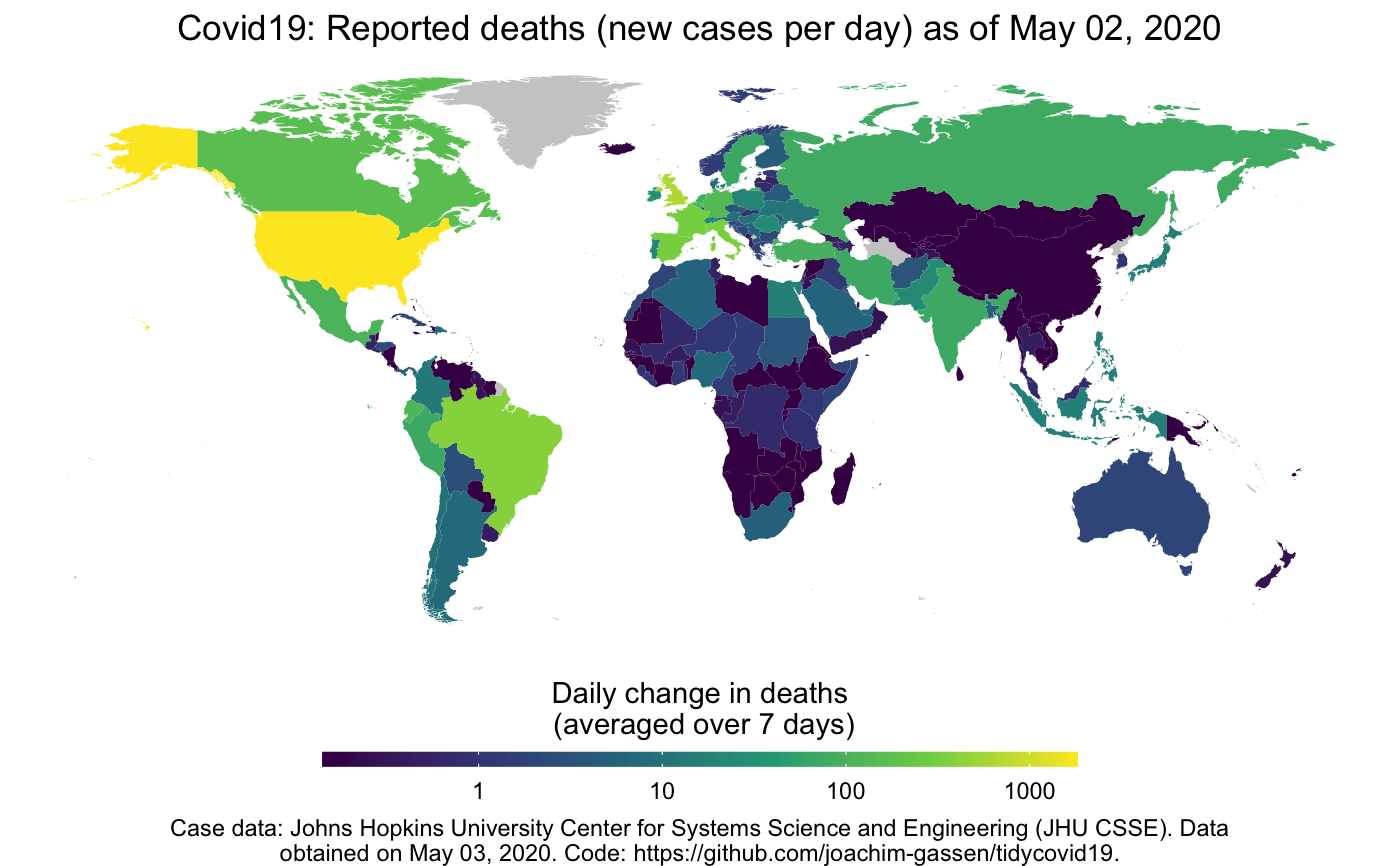 Covid19: Reported deaths (new cases per day) as of May 02, 2020
Daily change in deaths
(averaged over 7 days)
1 10 100 1000
Case data: Johns Hopkins University Center for Systems Science and Engineering (JHU CSSE). Data
obtained on May 03, 2020. Code: https://github.com/joachim-gassen/tidycovid19.